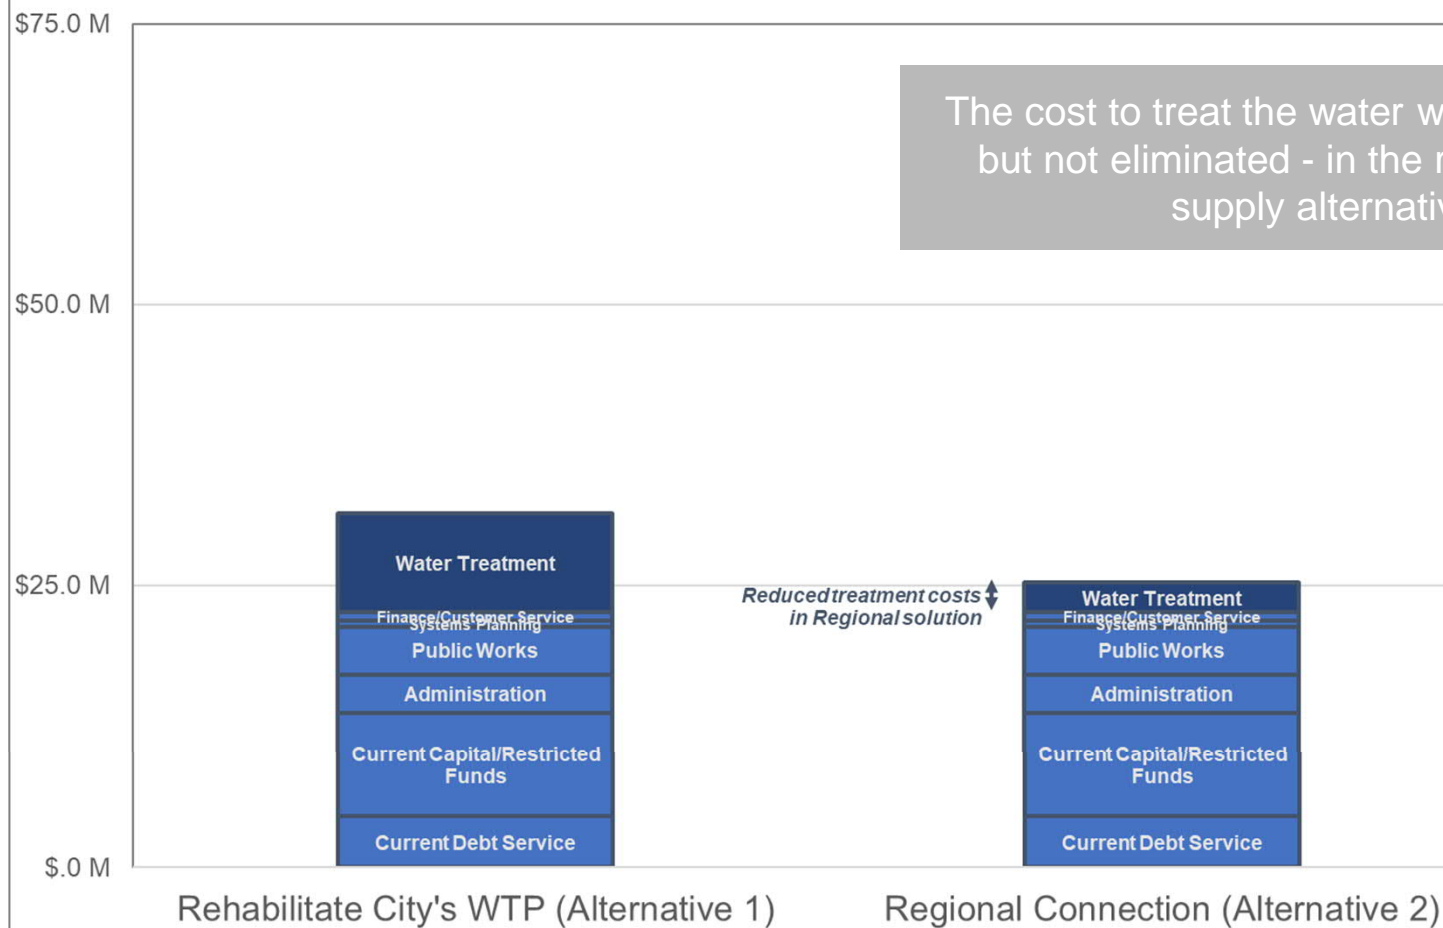 $75.0 M
The cost to treat the water
but not eliminated - in the
supply
$50.0 M
$25.0 M
$.0 M
Water Treatment
Finance/Customer Service
Systems Planning
Public Works
Administration
Current Capital/Restricted
Funds
Current Debt Service
Reduced treatment costs
in Regional solution
Water Treatment
Finance/Customer Service
Systems Planning
Public Works
Administration
Current Capital/Restricted
Funds
Current Debt Service
Rehabilitate City's WTP (Alternative 1)
Regional Connection (Alternative 2)